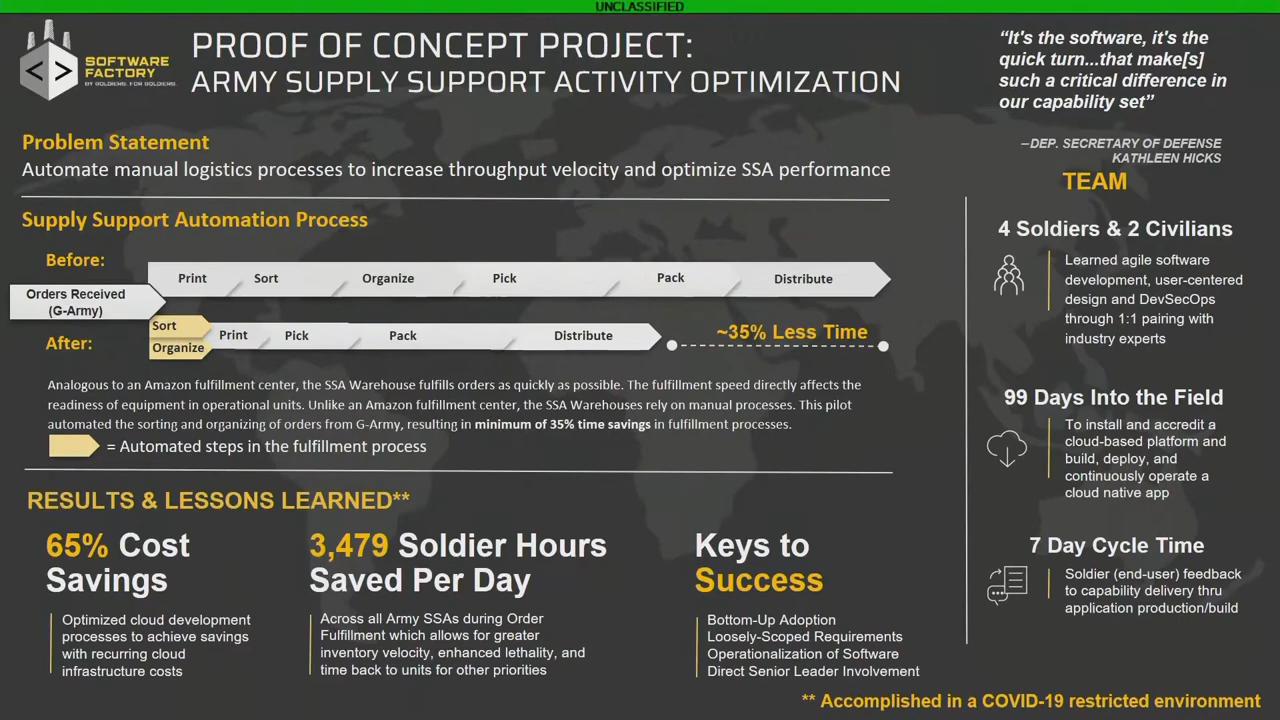 UNCLASSIFIED
SOFTWARE
FACTORY
BY SOLDIERS. FOR SOLDIERS.
PROOF OF CONCEPT PROJECT:
ARMY SUPPLY SUPPORT ACTIVITY OPTIMIZATION
Problem Statement
Automate manual logistics processes to increase throughput velocity and optimize SSA performance
Supply Support Automation Process
Before:
Print Sort Organize Pick Pack Distribute
Orders Received
(G-Army)
After:
Sort
Organize
Print Pick Pack Distribute
~35% Less Time
Analogous to an Amazon fulfillment center, the SSA Warehouse fulfills orders as quickly as possible. The fulfillment speed directly affects the
readiness of equipment in operational units. Unlike an Amazon fulfillment center, the SSA Warehouses rely on manual processes. This pilot
automated the sorting and organizing of orders from G-Army, resulting in minimum of 35% time savings in fulfillment processes.
= Automated steps in the fulfillment process
RESULTS & LESSONS LEARNED**
65% Cost
Savings
Optimized cloud development
processes to achieve savings
with recurring cloud
infrastructure costs
3,479 Soldier Hours
Saved Per Day
Across all Army SSAs during Order
Fulfillment which allows for greater
inventory velocity, enhanced lethality, and
time back to units for other priorities
Keys to
Success
Bottom-Up Adoption
Loosely-Scoped Requirements
Operationalization of Software
Direct Senior Leader Involvement
"It's the software, it's the
quick turn...that make[s]
such a critical difference in
our capability set"
–DEP. SECRETARY OF DEFENSE
KATHLEEN HICKS
TEAM
4 Soldiers & 2 Civilians
Learned agile software
development, user-centered
design and DevSecOps
through 1:1 pairing with
industry experts
99 Days Into the Field
To install and accredit a
cloud-based platform and
build, deploy, and
continuously operate a
cloud native app
7 Day Cycle Time
Soldier (end-user) feedback
to capability delivery thru
application production/build
** Accomplished in a COVID-19 restricted environment